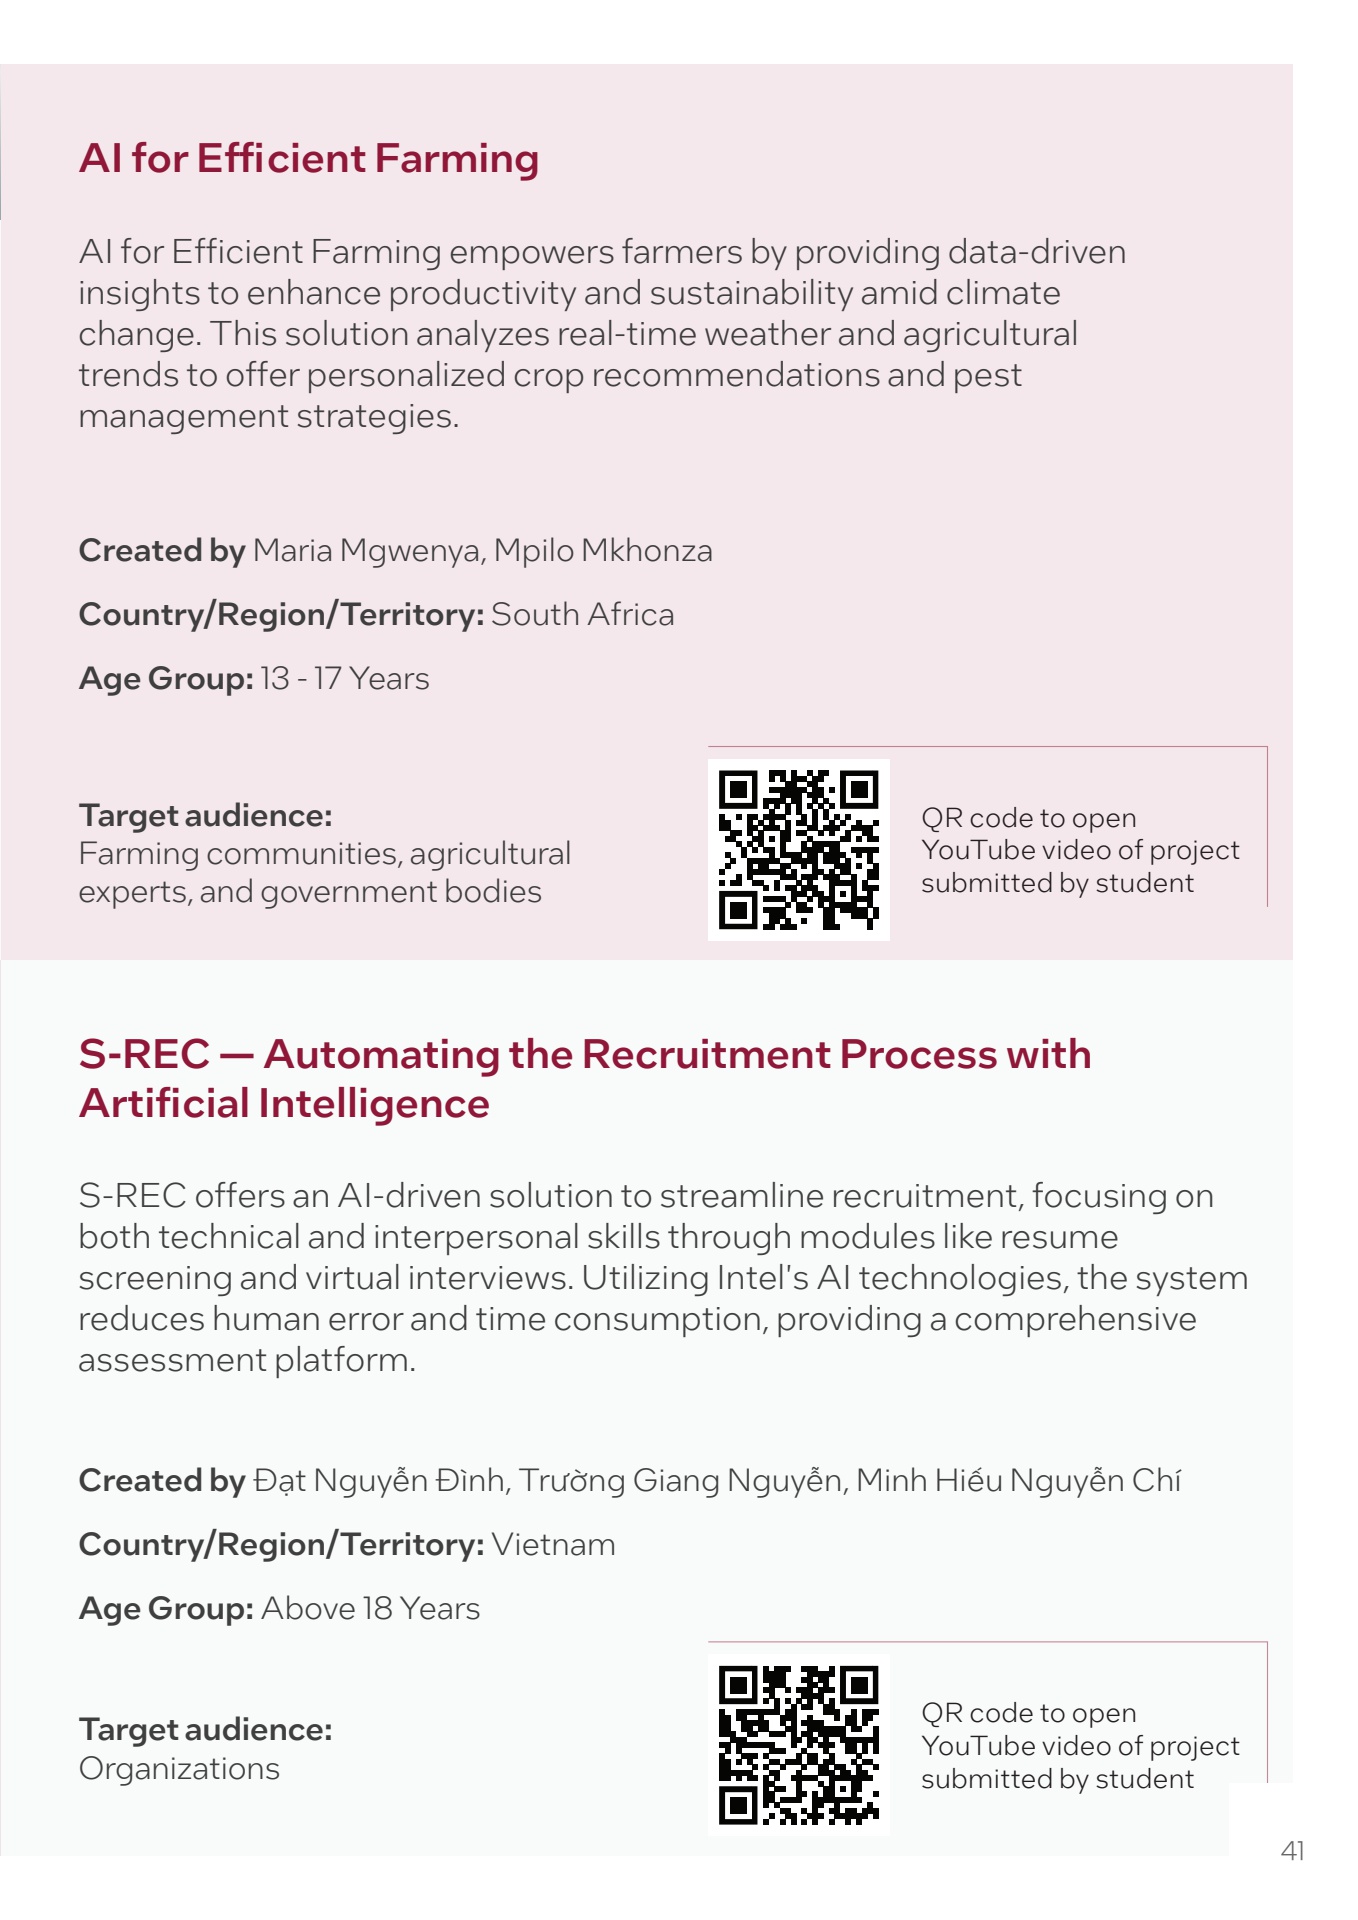 AI for Efficient Farming
AI for Efficient Farming empowers farmers by providing data-driven
insights to enhance productivity and sustainability amid climate
change. This solution analyzes real-time weather and agricultural
trends to offer personalized crop recommendations and pest
management strategies.
Created by Maria Mgwenya, Mpilo Mkhonza
Country/Region/Territory: South Africa
Age Group: 13 - 17 Years
Target audience:
Farming communities, agricultural
experts, and government bodies
QR code to open
YouTube video of project
submitted by student
S-REC — Automating the Recruitment Process with
Artificial Intelligence
S-REC offers an AI-driven solution to streamline recruitment, focusing on
both technical and interpersonal skills through modules like resume
screening and virtual interviews. Utilizing Intel's AI technologies, the system
reduces human error and time consumption, providing a comprehensive
assessment platform.
Created by Đạt Nguyễn Đình, Trường Giang Nguyễn, Minh Hiếu Nguyễn Chí
Country/Region/Territory: Vietnam
Age Group: Above 18 Years
Target audience:
Organizations
QR code to open
YouTube video of project
submitted by student
41